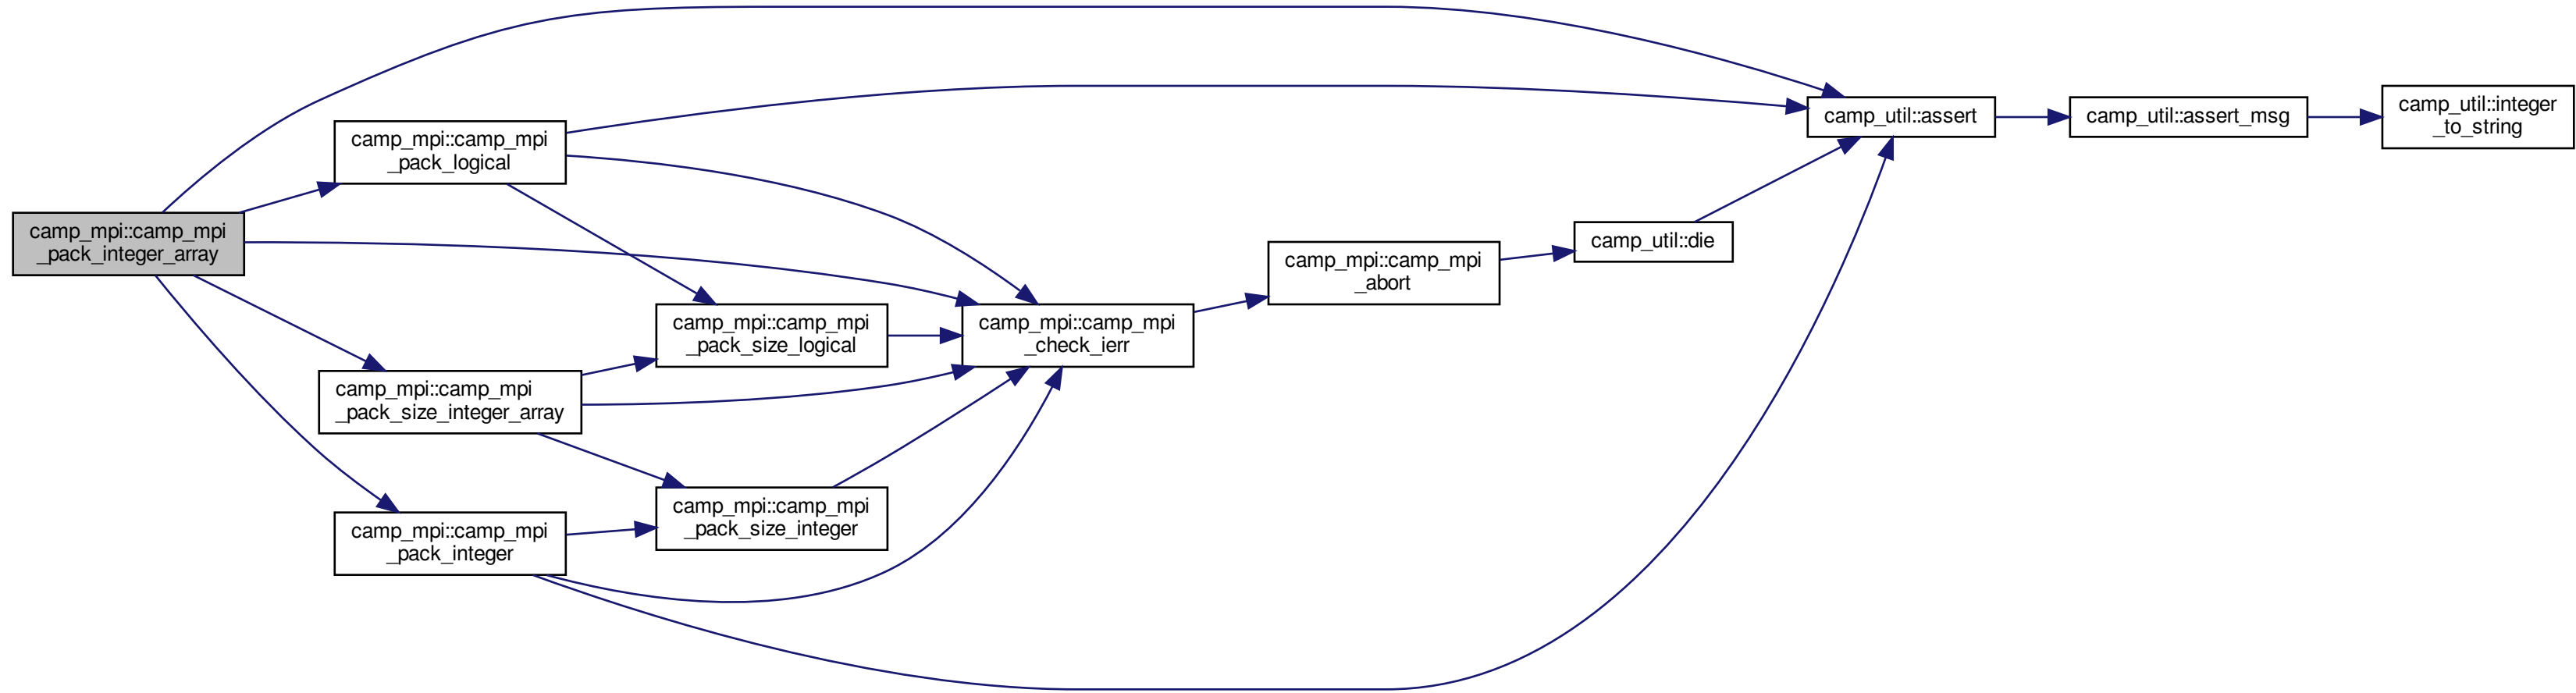 camp_mpi::camp_mpi
_pack_integer_array
camp_mpi::camp_mpi
_pack_logical
camp_mpi::camp_mpi
_pack_size_integer_array
camp_mpi::camp_mpi
_pack_integer
camp_mpi::camp_mpi
_pack_size_logical
camp_mpi::camp_mpi
_pack_size_integer
camp_mpi::camp_mpi
_check_ierr
camp_mpi::camp_mpi
_abort
camp_util::die
camp_util::assert
camp_util::assert_msg
camp_util::integer
_to_string